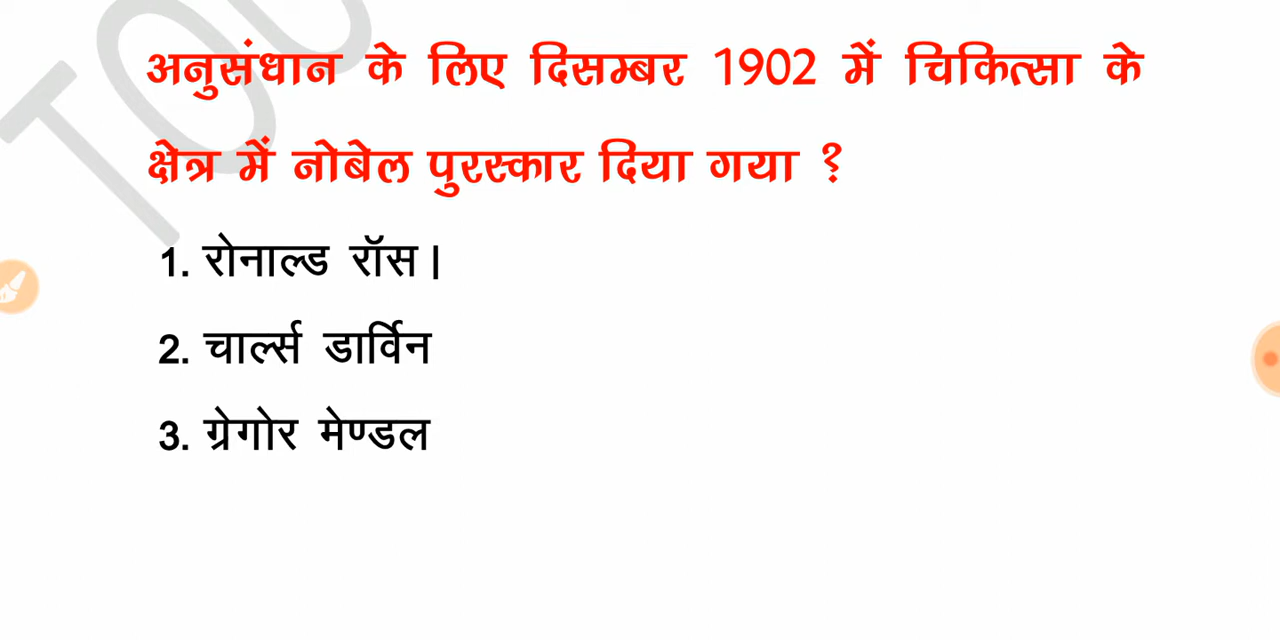 अनुसंधान के लिए दिसम्बर 1902 में चिकित्सा के
क्षेत्र में नोबेल पुरस्कार दिया गया ?
1. रोनाल्ड रॉस।
2. चार्ल्स डार्विन
3. ग्रेगोर मेण्डल